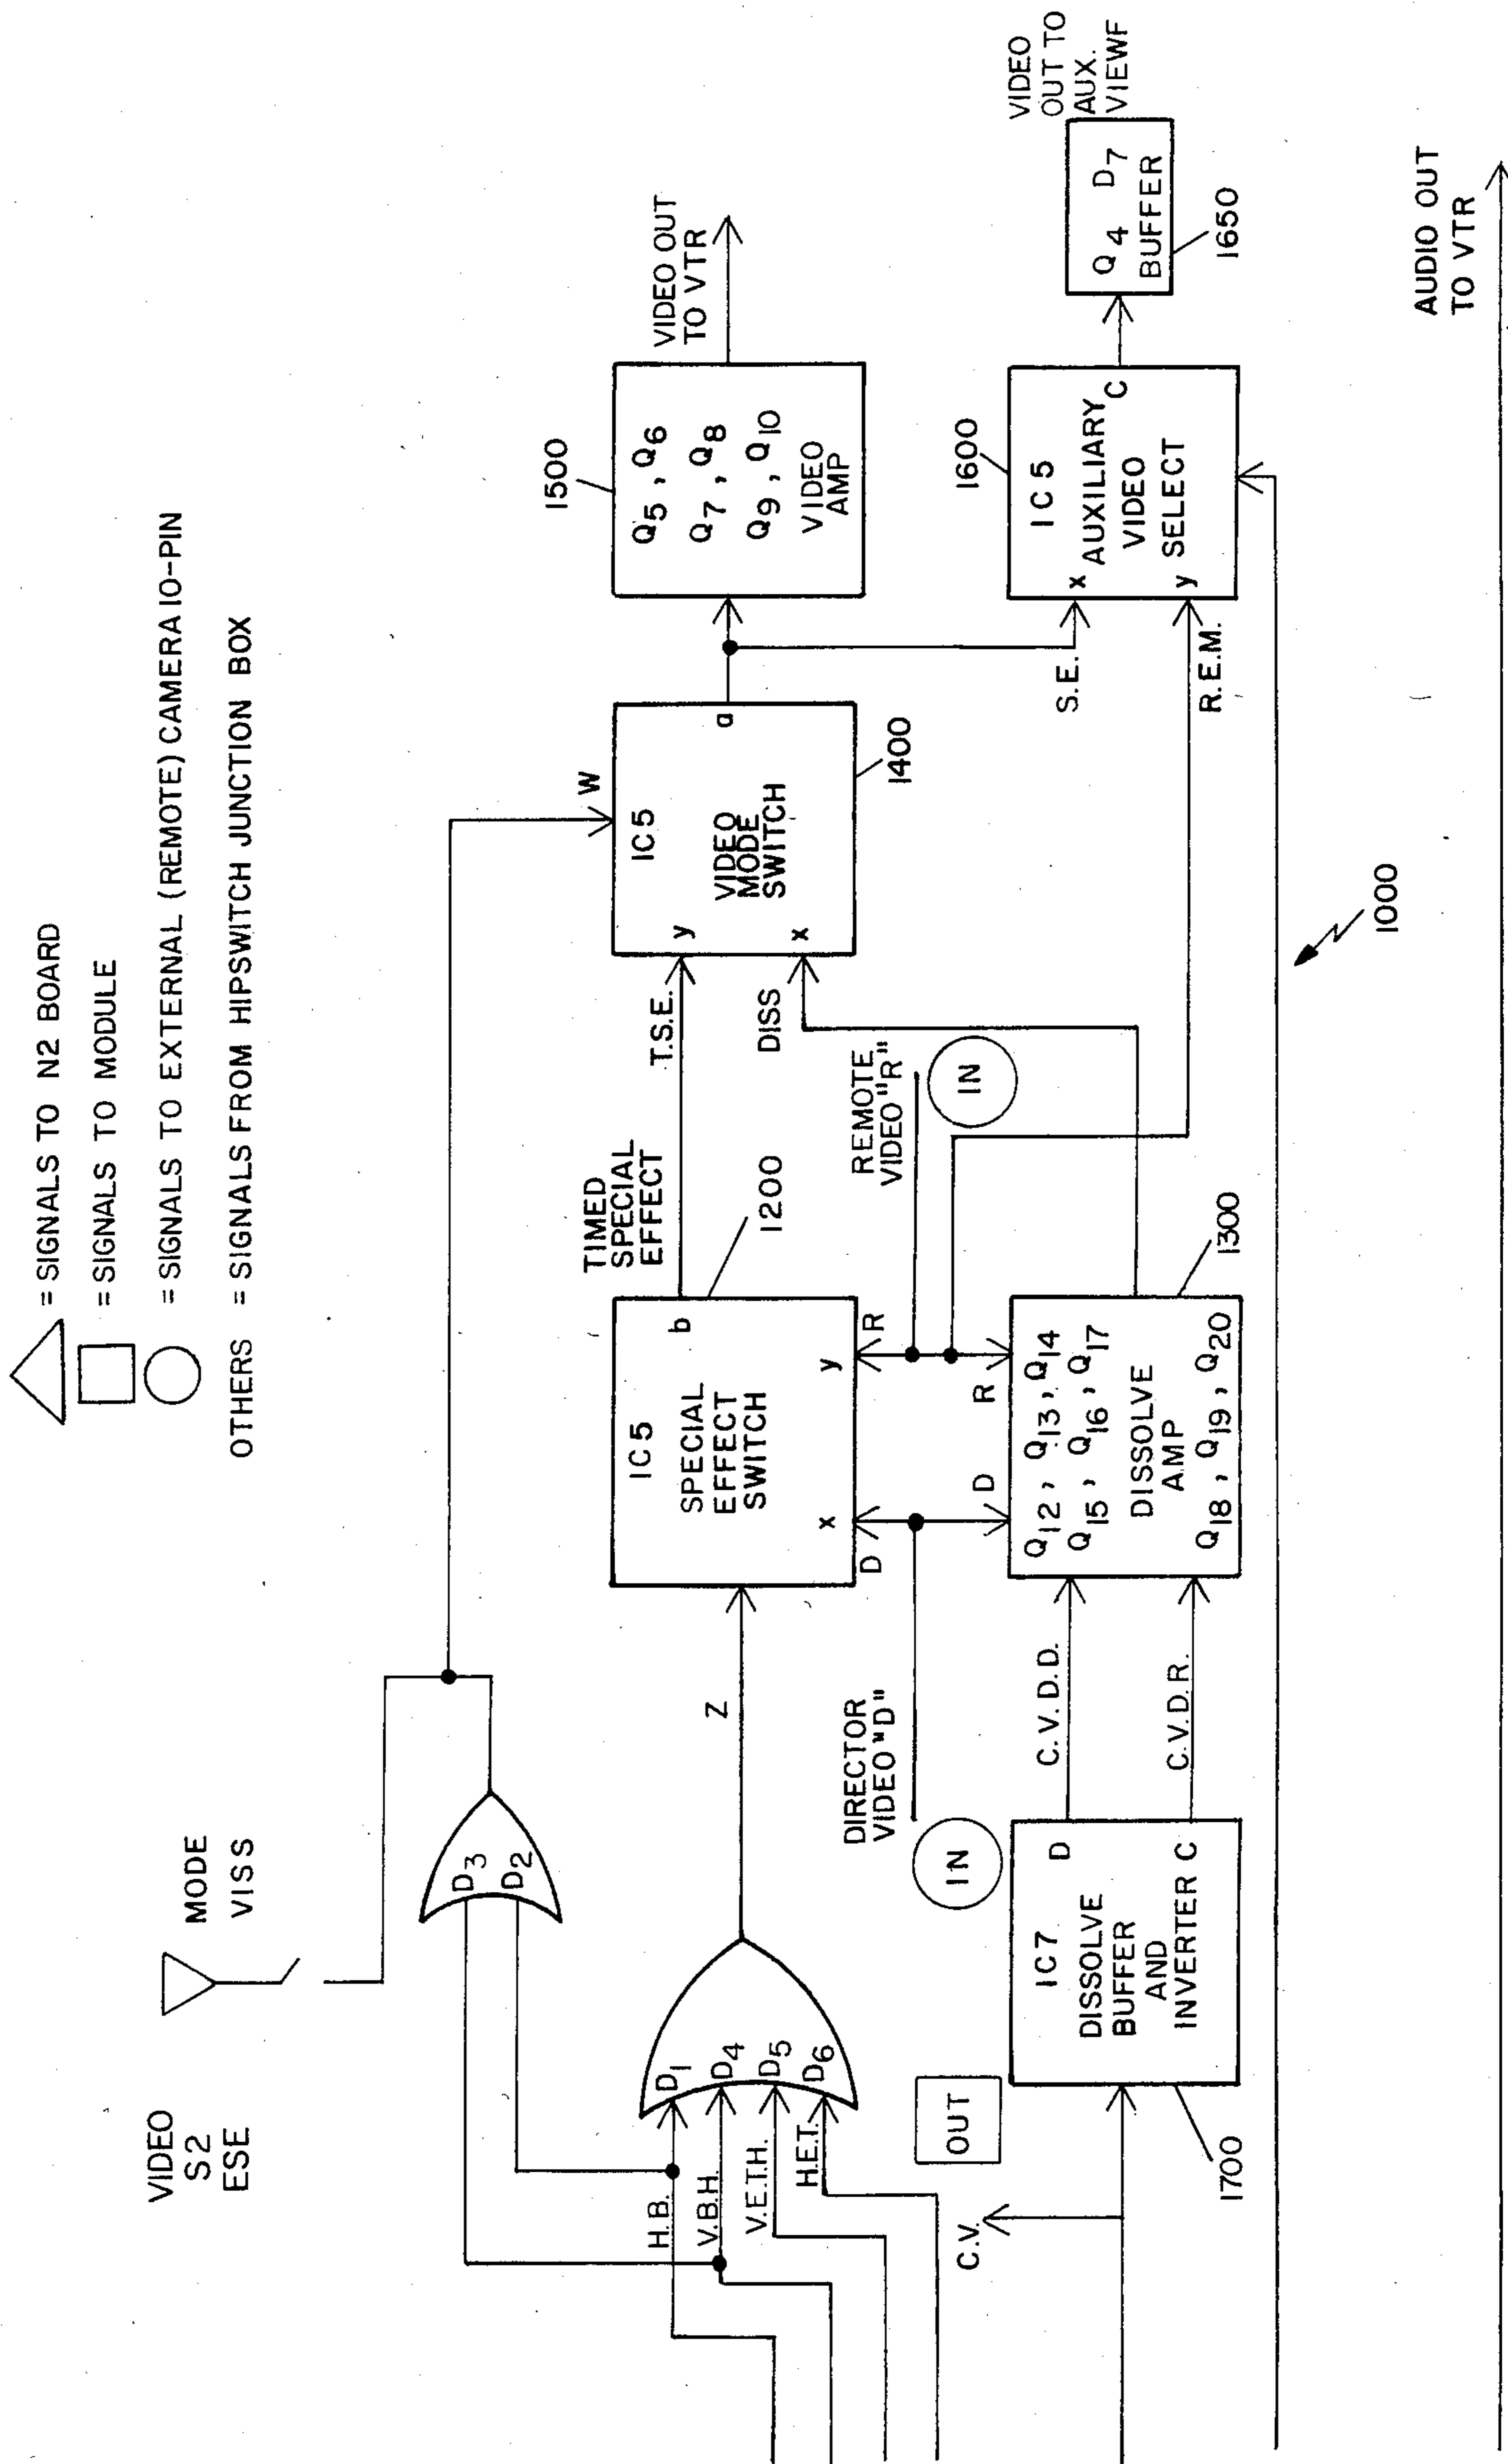 = SIGNALS TO N2 BOARD
= SIGNALS TO MODULE
= SIGNALS TO EXTERNAL (REMOTE) CAMERA 10-PIN
OTHERS = SIGNALS FROM HIPSWITCH JUNCTION BOX
VIDEO
S2
ESE
MODE
VISS
D3
D2
W
H.B.
V.B.H.
V.E.T.H.
H.E.T.
D1
D4
D5
D6
Z
IC5
SPECIAL
EFFECT
SWITCH
b
x
y
D
R
1200
TIMED
SPECIAL
EFFECT
T.S.E.
DISS
IC5
VIDEO
MODE
SWITCH
y
x
a
1400
1500
Q5, Q6
Q7, Q8
Q9, Q10
VIDEO
AMP
VIDEO OUT
TO VTR
DIRECTOR
VIDEO "D"
IN
REMOTE
VIDEO "R"
IN
OUT
C.V.
IC7
DISSOLVE
BUFFER
AND
INVERTER
D
C
1700
C.V.D.D.
C.V.D.R.
D
R
Q12, Q13, Q14
Q15, Q16, Q17
DISSOLVE
AMP
Q18, Q19, Q20
1300
S.E.
R.E.M.
1600
IC5
x AUXILIARY C
VIDEO
y SELECT
Q4 D7
BUFFER
1650
VIDEO
OUT TO
AUX.
VIEWF
1000
AUDIO OUT
TO VTR